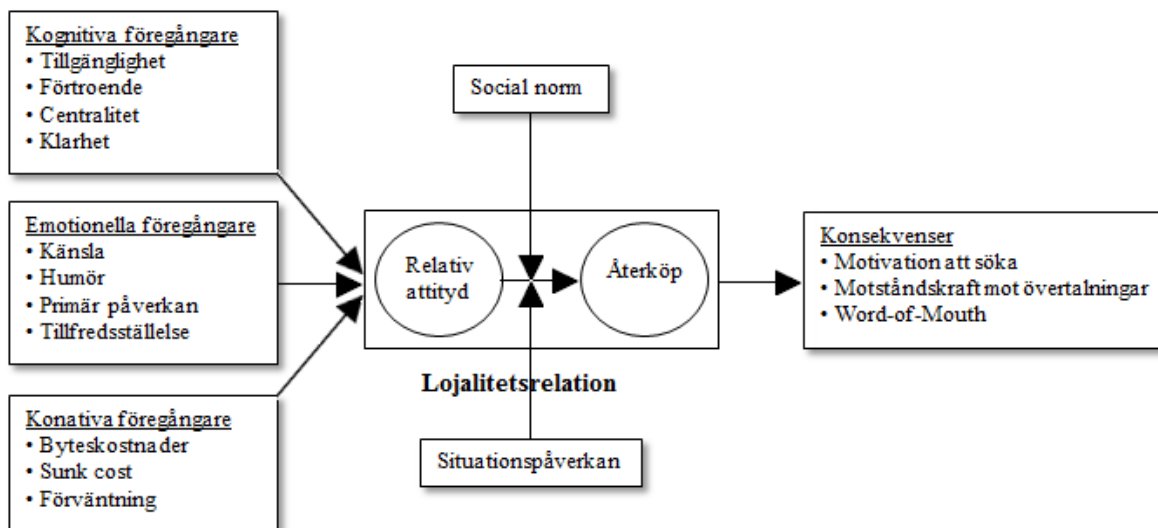 Kognitiva föregångare
• Tillgänglighet
• Förtroende
• Centralitet
• Klarhet
Emotionella föregångare
• Känsla
• Humör
• Primär påverkan
• Tillfredsställelse
Konativa föregångare
• Byteskostnader
• Sunk cost
• Förväntning
Social norm
Relativ
attityd
Återköp
Lojalitetsrelation
Situationspåverkan
Konsekvenser
• Motivation att söka
• Motståndskraft mot övertalningar
• Word-of-Mouth